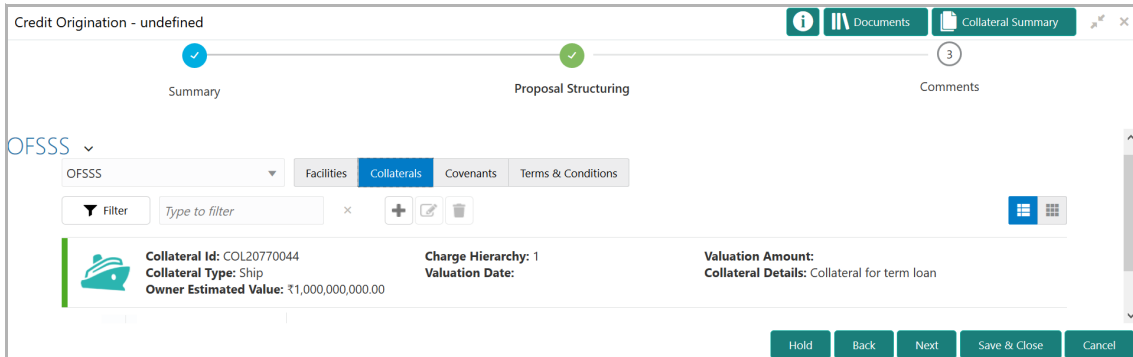 Credit Origination - undefined
Documents
Collateral Summary
3
Summary
Proposal Structuring
Comments
OFSSS
OFSSS
Facilities
Collaterals
Covenants
Terms & Conditions
Filter
Type to filter
Collateral Id: COL20770044
Charge Hierarchy: 1
Valuation Amount:
Collateral Type: Ship
Valuation Date:
Collateral Details: Collateral for term loan
Owner Estimated Value: ₹1,000,000,000.00
Hold
Back
Next
Save & Close
Cancel